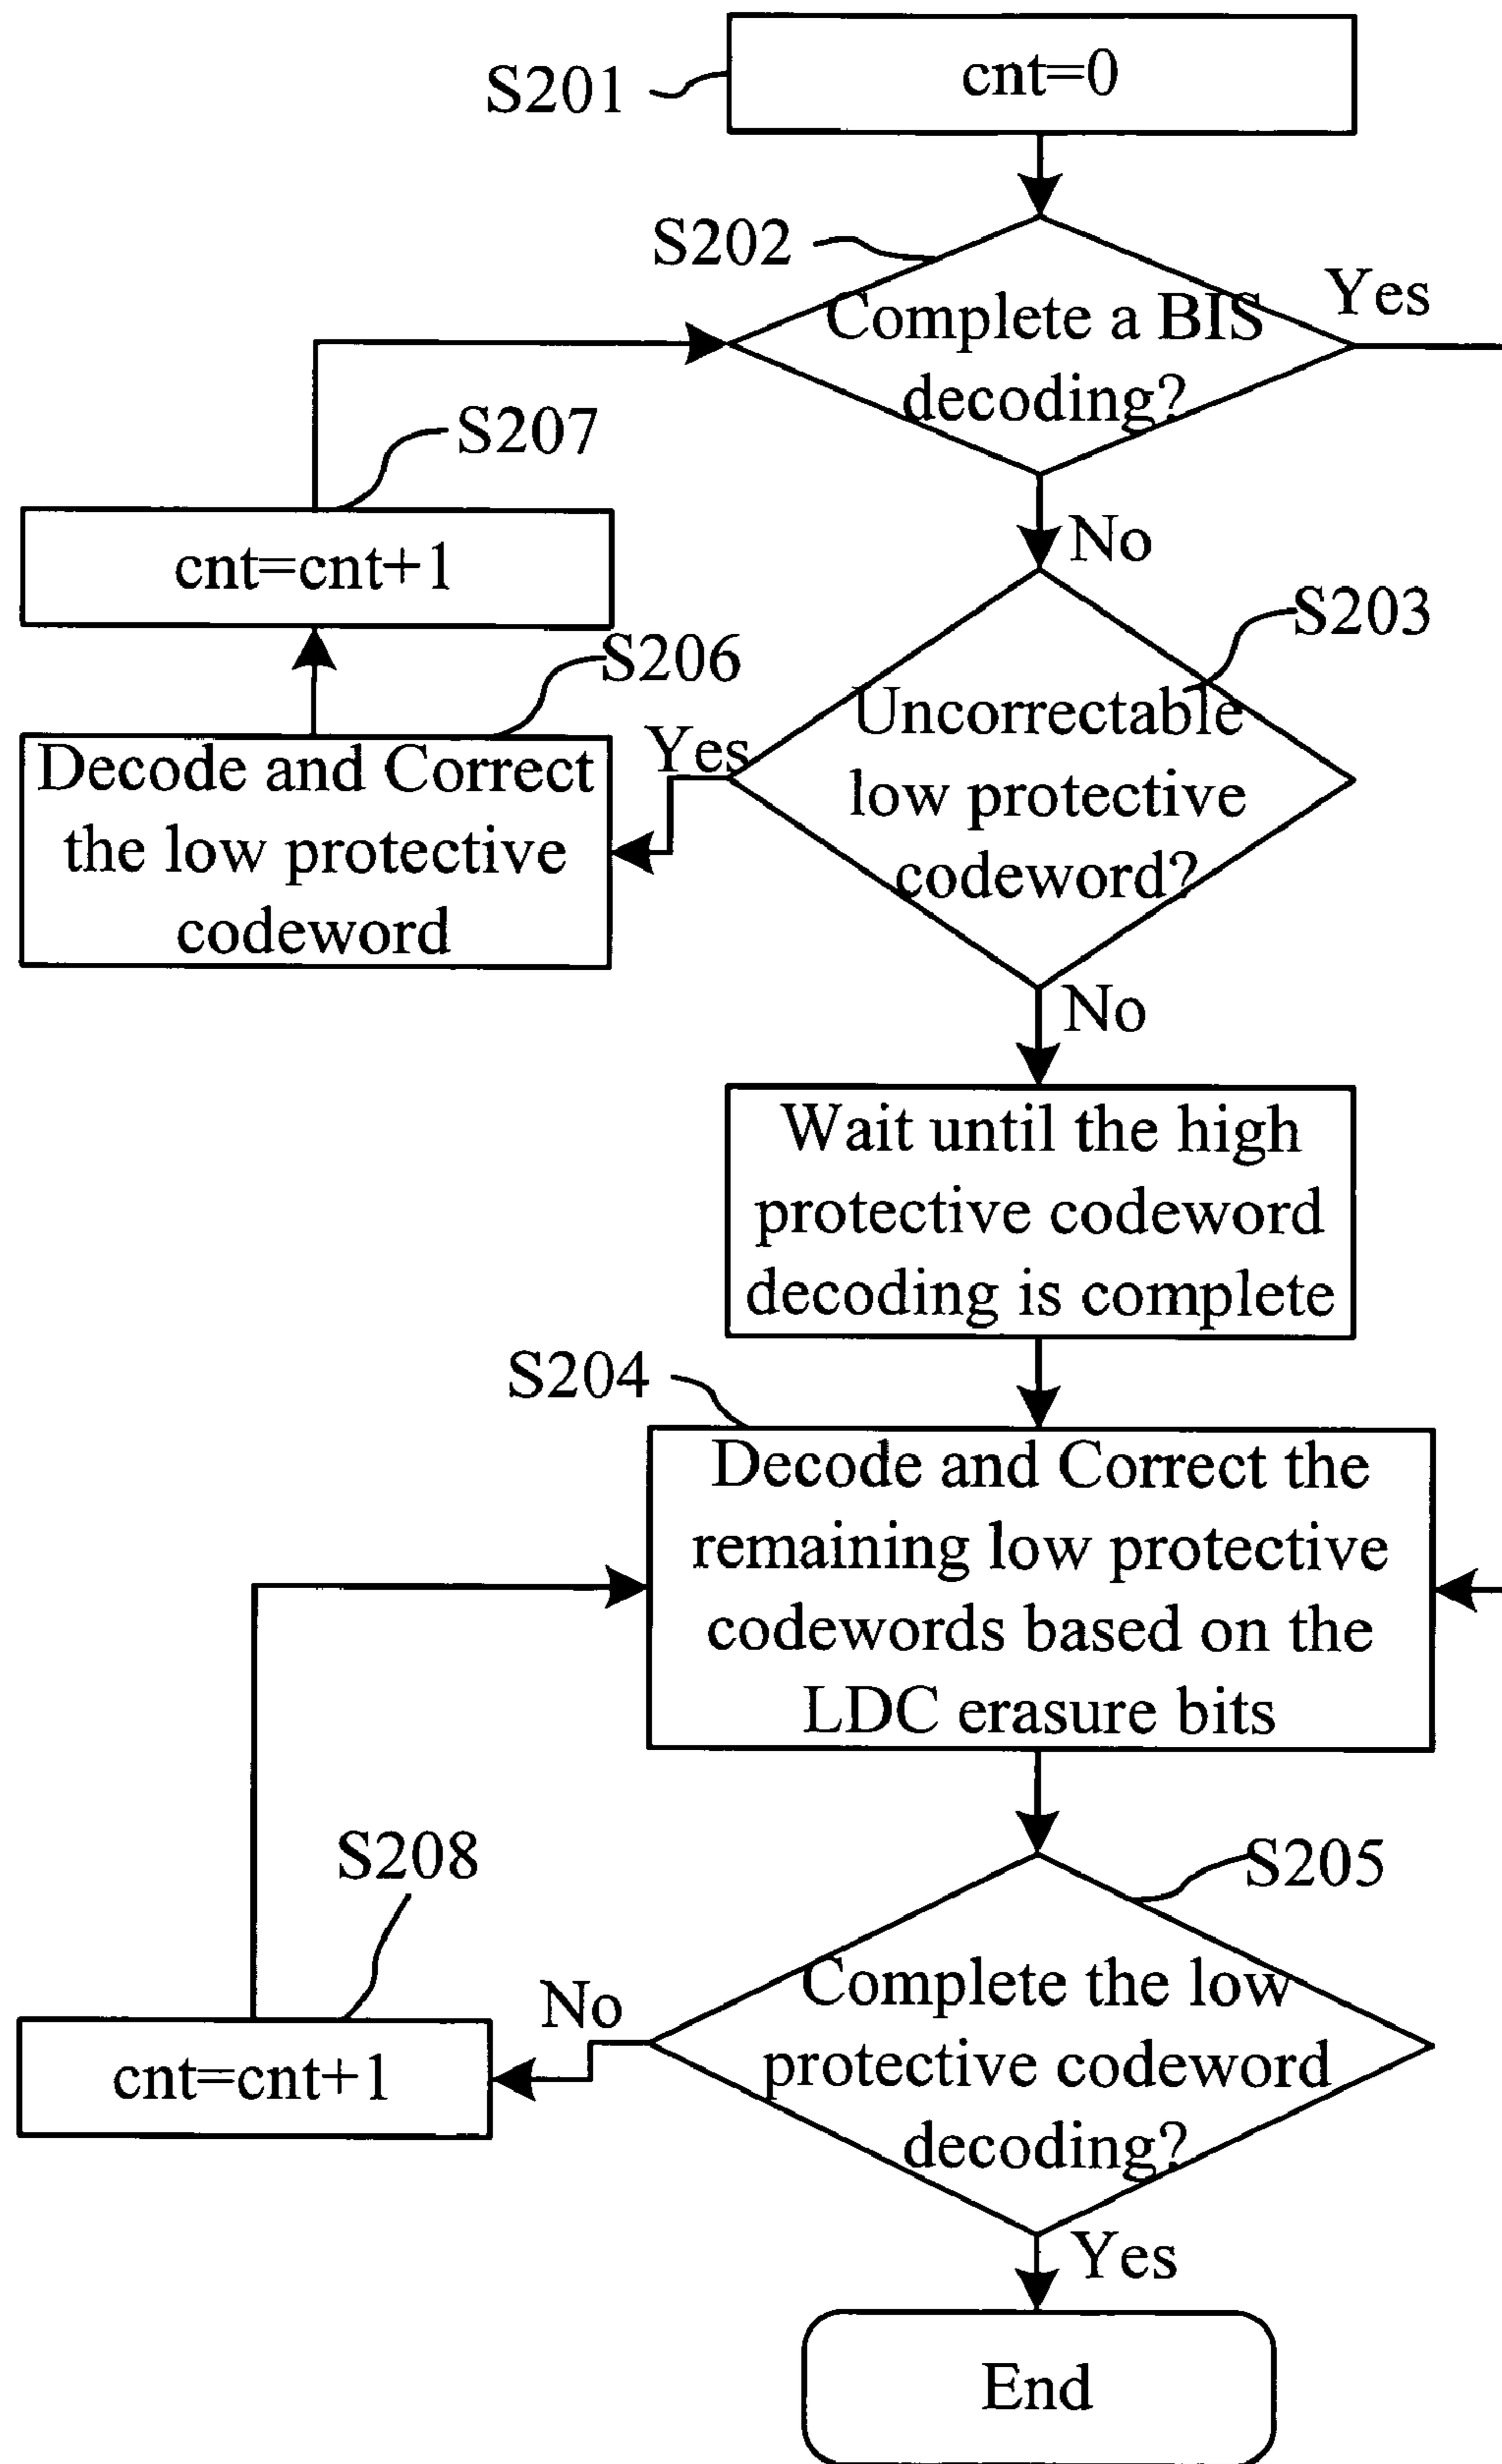 S201
cnt=0
S202
Complete a BIS
decoding?
Yes
No
S207
cnt=cnt+1
S203
Uncorrectable
low protective
codeword?
S206
Yes
Decode and Correct
the low protective
codeword
No
Wait until the high
protective codeword
decoding is complete
S204
Decode and Correct the
remaining low protective
codewords based on the
LDC erasure bits
S205
Complete the low
protective codeword
decoding?
S208
No
cnt=cnt+1
Yes
End